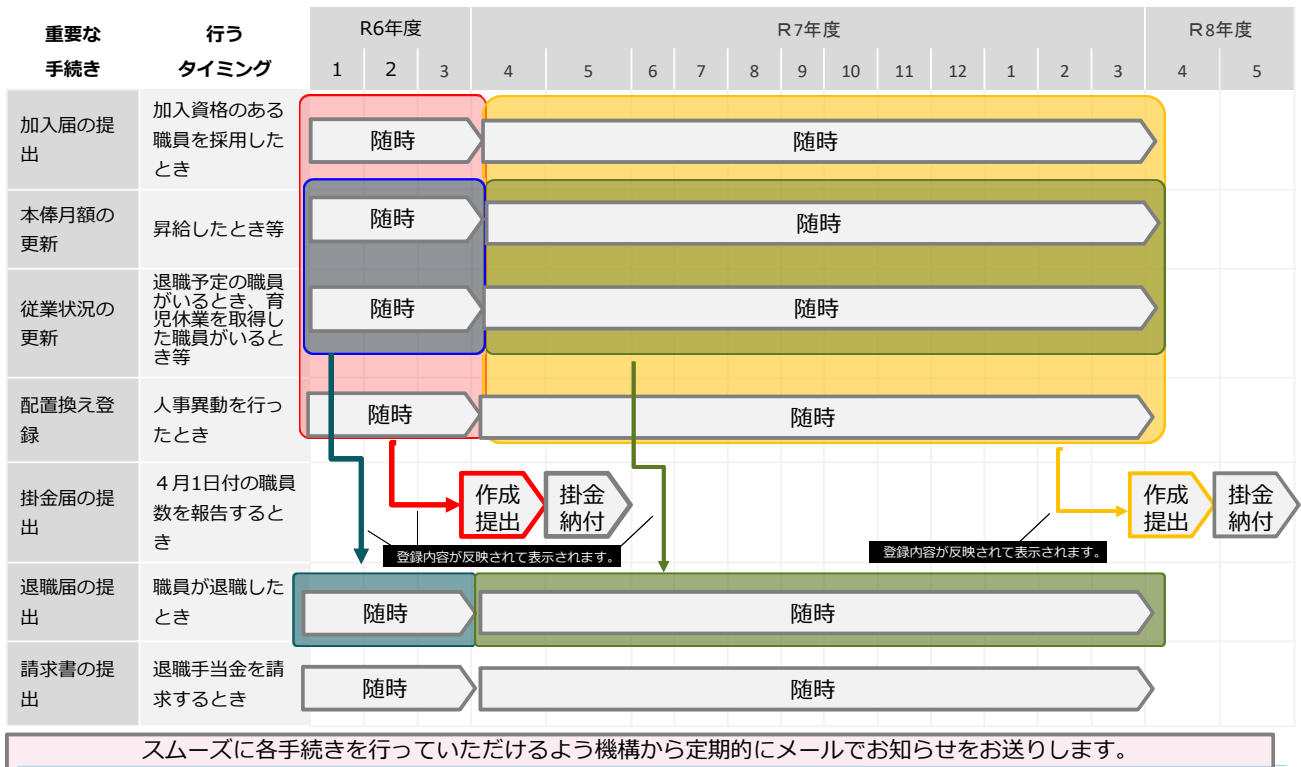 重要な
手続き
行う
タイミング
R6年度
R7年度
R8年度
1 2 3 4 5 6 7 8 9 10 11 12 1 2 3 4 5
加入届の提
出
加入資格のある
職員を採用した
とき
随時
随時
本俸月額の
更新
昇給したとき等
随時
随時
従業状況の
更新
退職予定の職員
がいるとき、育
児休業を取得し
た職員がいると
き等
随時
随時
配置換え登
録
人事異動を行っ
たとき
随時
随時
掛金届の提
出
４月1日付の職員
数を報告すると
き
作成
提出
掛金
納付
作成
提出
掛金
納付
登録内容が反映されて表示されます。
登録内容が反映されて表示されます。
退職届の提
出
職員が退職した
とき
随時
随時
請求書の提
出
退職手当金を請
求するとき
随時
随時
スムーズに各手続きを行っていただけるよう機構から定期的にメールでお知らせをお送りします。